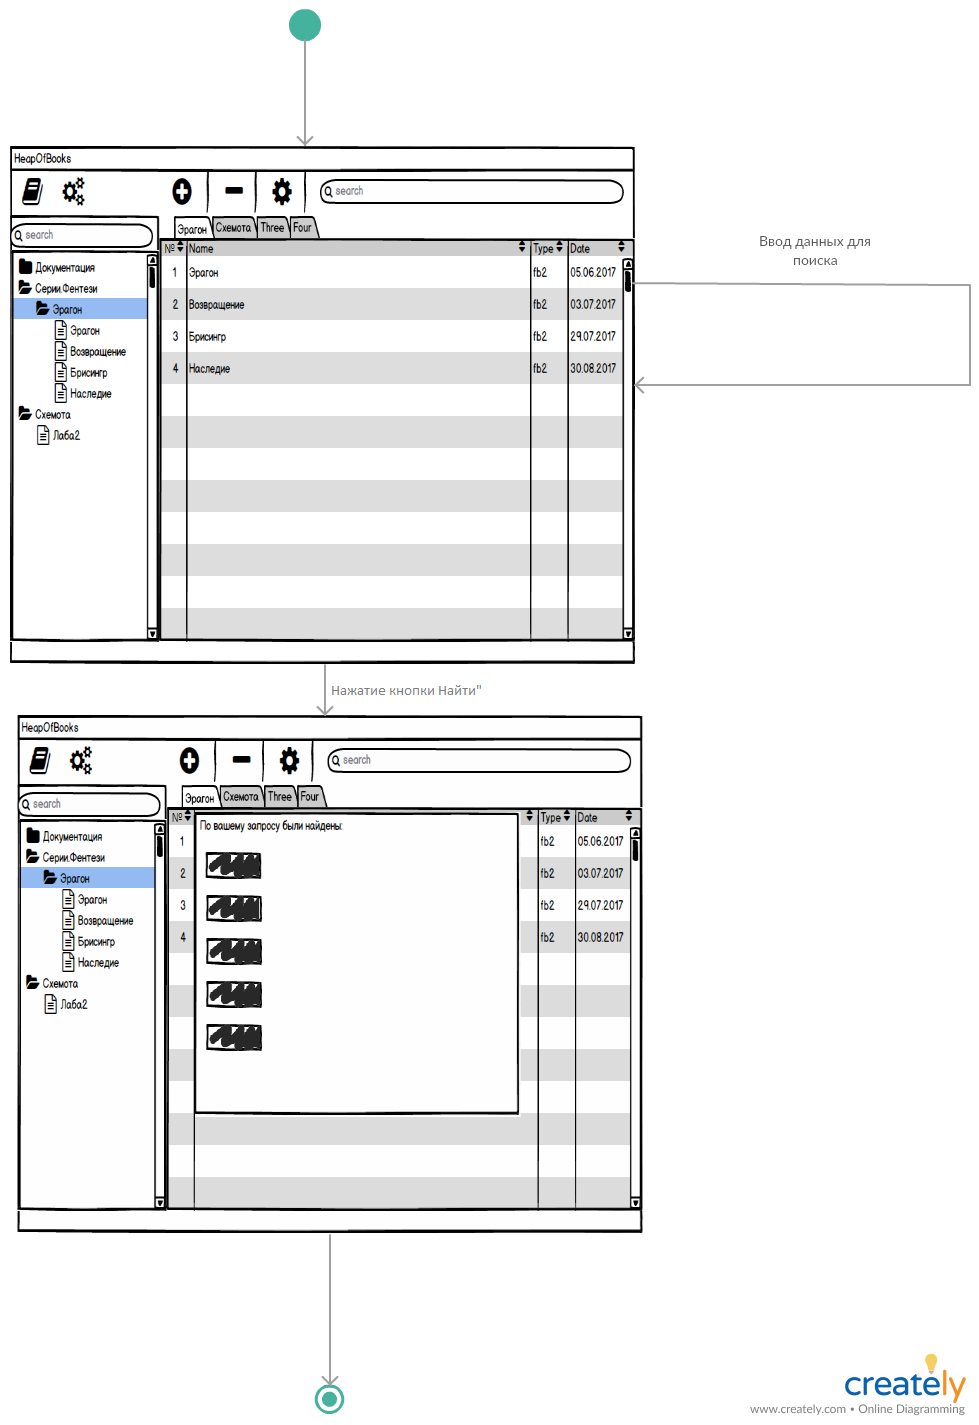 HeapOfBooks
search
search
Эрагон Схемота Three Four
№ Name Type Date
Документация
Серии.Фентези
Эрагон
Эрагон
Возвращение
Брисингр
Наследие
Схемота
Лаба2
1 Эрагон fb2 05.06.2017
2 Возвращение fb2 03.07.2017
3 Брисингр fb2 29.07.2017
4 Наследие fb2 30.08.2017
Ввод данных для
поиска
Нажатие кнопки Найти"
HeapOfBooks
search
search
Эрагон Схемота Three Four
№ Type Date
Документация
Серии.Фентези
Эрагон
Эрагон
Возвращение
Брисингр
Наследие
Схемота
Лаба2
По вашему запросу были найдены:
1 fb2 05.06.2017
2 fb2 03.07.2017
3 fb2 29.07.2017
4 fb2 30.08.2017
creately
www.creately.com • Online Diagramming